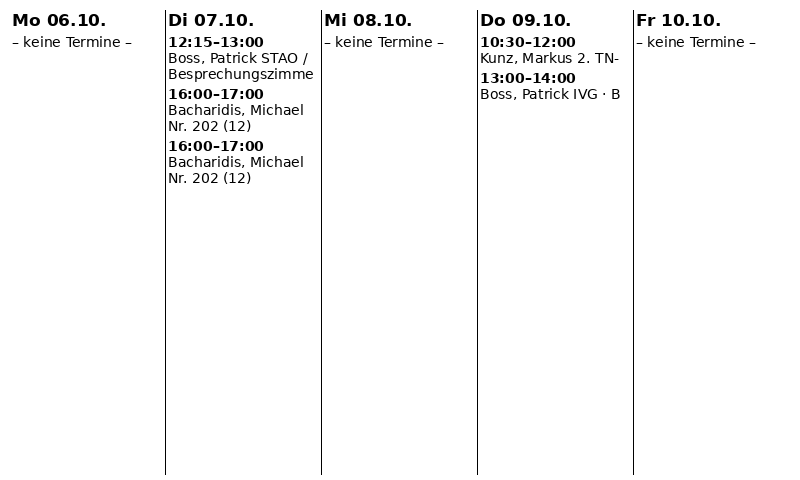 Mo 06.10.
– keine Termine –
Di 07.10.
12:15–13:00
Boss, Patrick STAO /
Besprechungszimme
16:00–17:00
Bacharidis, Michael
Nr. 202 (12)
16:00–17:00
Bacharidis, Michael
Nr. 202 (12)
Mi 08.10.
– keine Termine –
Do 09.10.
10:30–12:00
Kunz, Markus 2. TN-
13:00–14:00
Boss, Patrick IVG · B
Fr 10.10.
– keine Termine –